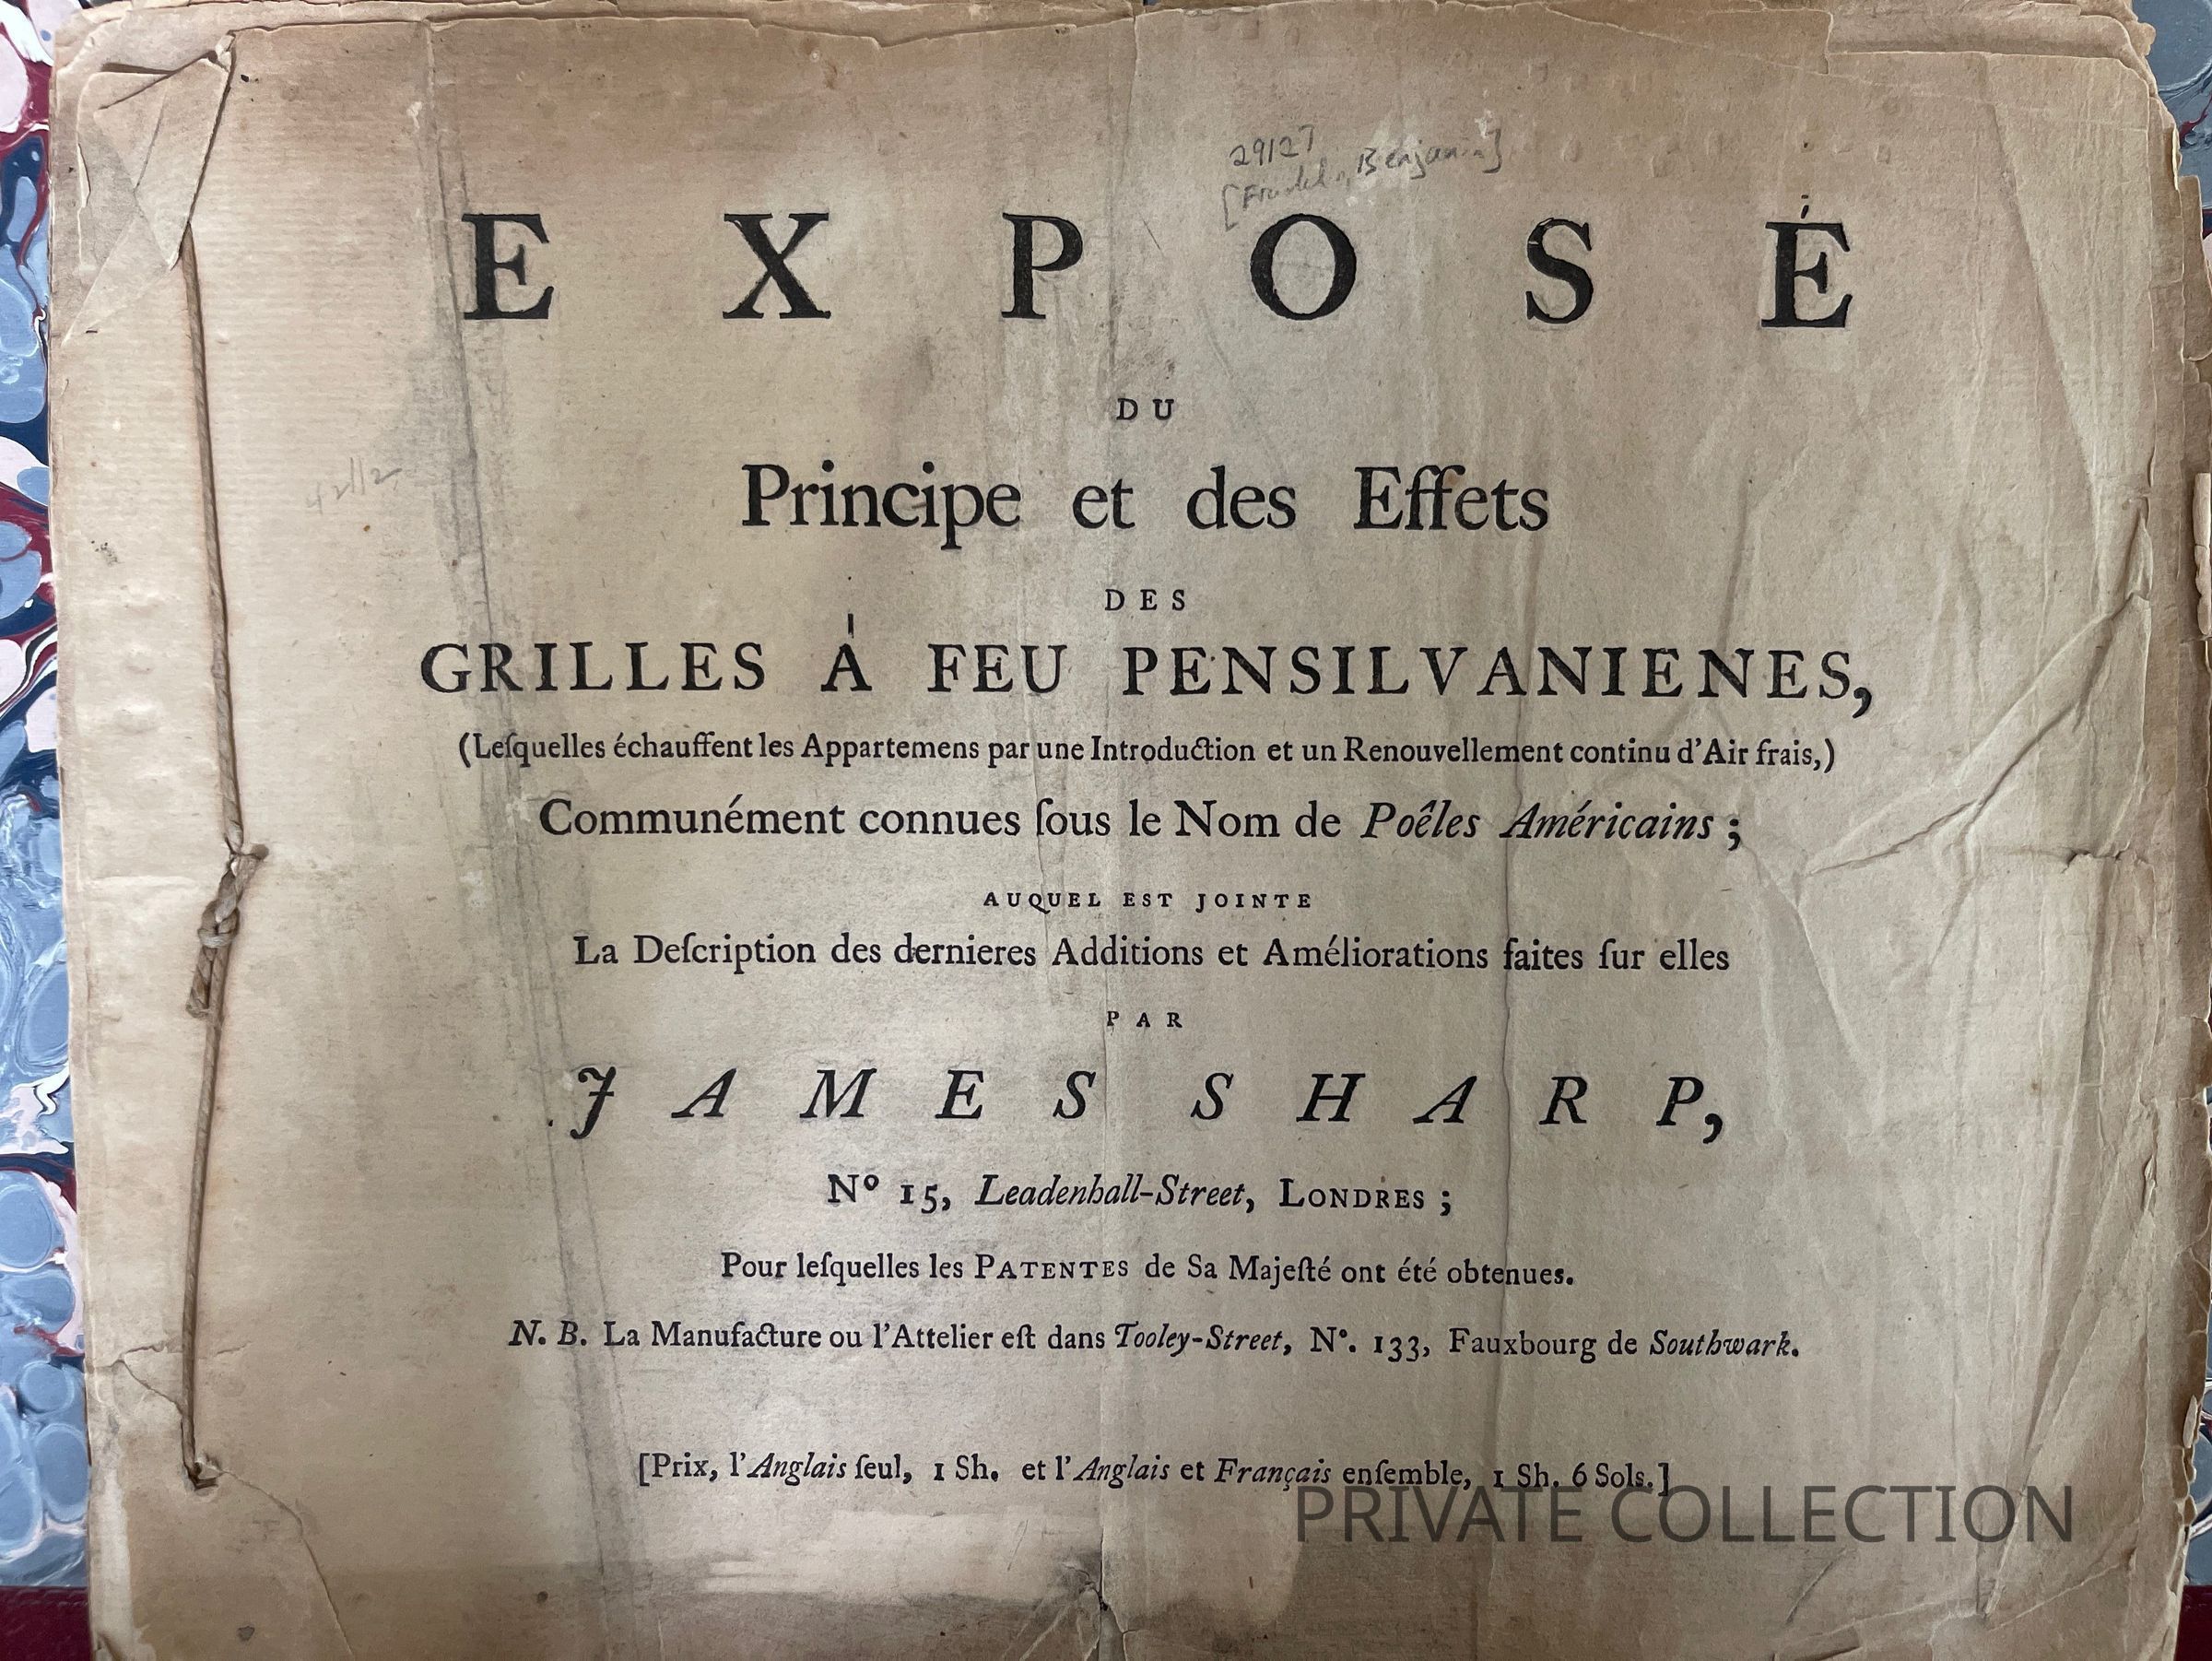 29127
[Franklin, Benjamin]
EXPOSÉ
DU
Principe et des Effets
DES
GRILLES À FEU PENSILVANIENES,
(Leſquelles échauffent les Appartemens par une Introduction et un Renouvellement continu d'Air frais,)
Communément connues ſous le Nom de Poêles Américains ;
AUQUEL EST JOINTE
La Deſcription des dernieres Additions et Améliorations faites ſur elles
PAR
JAMES SHARP,
Nº 15, Leadenhall-Street, LONDRES ;
Pour leſquelles les PATENTES de Sa Majeſté ont été obtenues.
N. B. La Manufacture ou l'Attelier eſt dans Tooley-Street, Nº. 133, Fauxbourg de Southwark.
[Prix, l'Anglais ſeul, 1 Sh. et l'Anglais et Français enſemble, 1 Sh. 6 Sols.]
PRIVATE COLLECTION